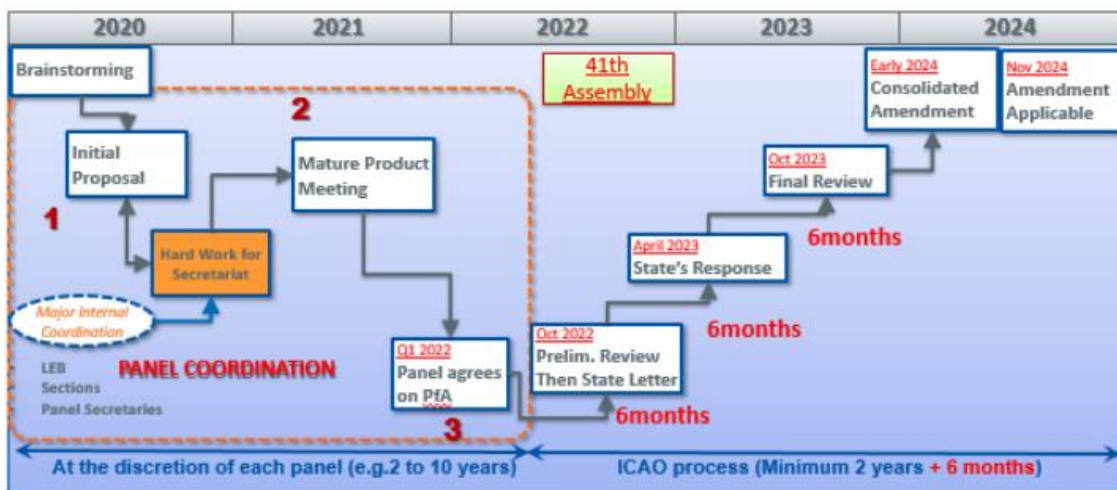 2020 2021 2022 2023 2024
Brainstorming
41th
Assembly
Early 2024
Consolidated
Amendment
Nov 2024
Amendment
Applicable
2
Initial
Proposal
Mature Product
Meeting
Oct 2023
Final Review
1
Hard Work for
Secretariat
6months
April 2023
State's Response
Major Internal
Coordination
6months
Oct 2022
Prelim. Review
Then State Letter
LEB
Sections
Panel Secretaries
PANEL COORDINATION
Q1 2022
Panel agrees
on PfA
6months
3
At the discretion of each panel (e.g.2 to 10 years)
ICAO process (Minimum 2 years + 6 months)